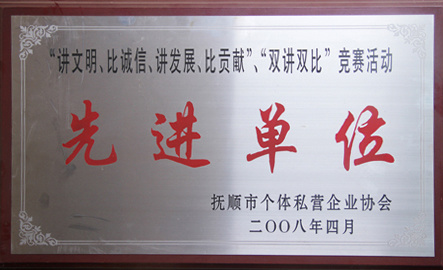 “讲文明、比诚信、讲发展、比贡献”、“双讲双比”竞赛活动
先进单位
抚顺市个体私营企业协会
二〇〇八年四月